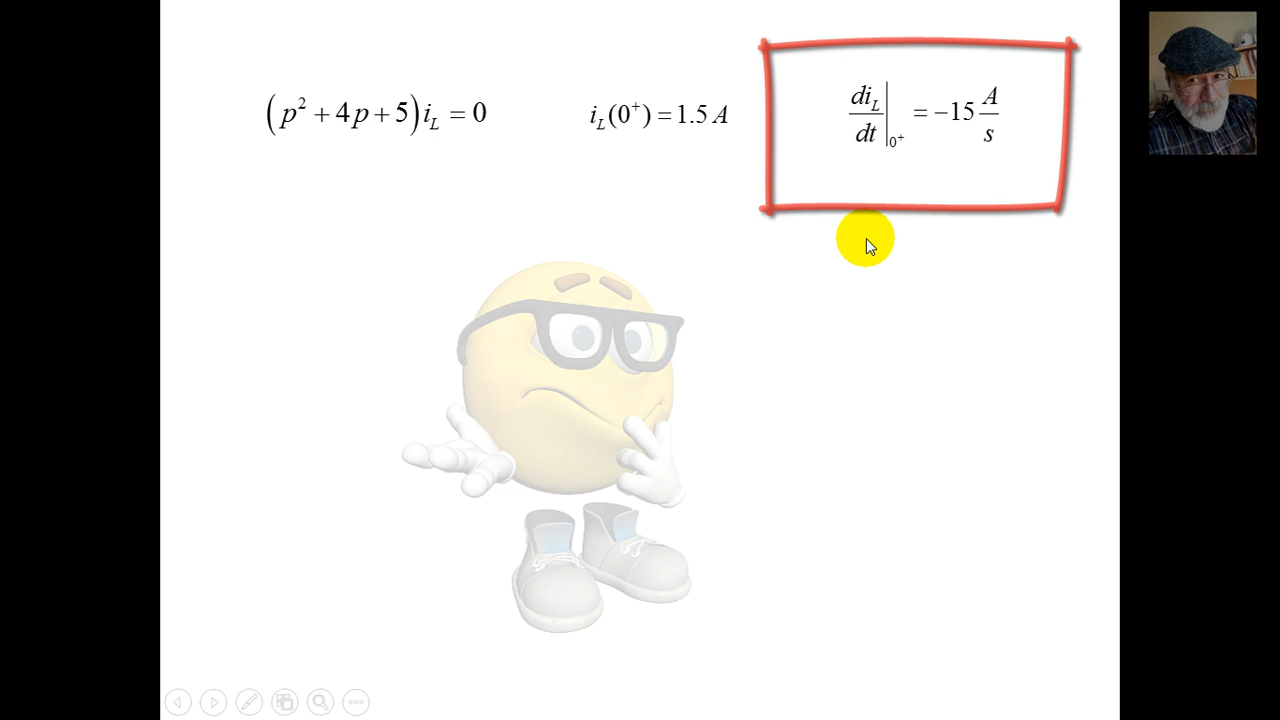 (p² + 4p + 5)i_L = 0
i_L(0⁺) = 1.5 A
di_L/dt|_0⁺ = −15 A/s